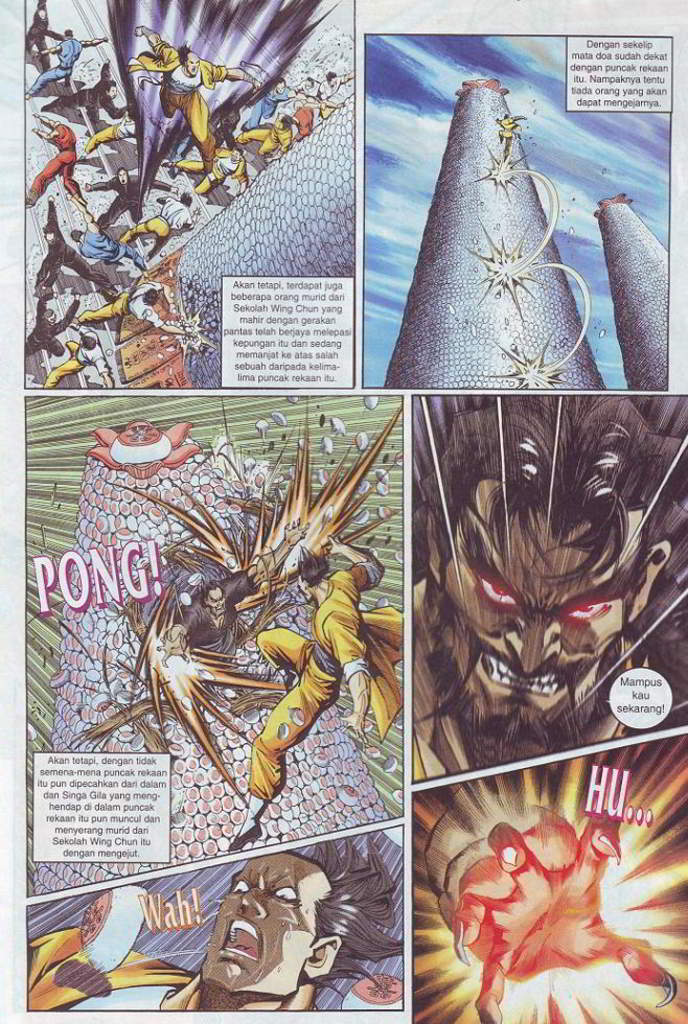 Akan tetapi, terdapat juga
beberapa orang murid dari
Sekolah Wing Chun yang
mahir dengan gerakan
pantas telah berjaya melepasi
kepungan itu dan sedang
memanjat ke atas salah
sebuah daripada kelima-
lima puncak rekaan itu.
Dengan sekelip
mata doa sudah dekat
dengan puncak rekaan
itu. Nampaknya tentu
tiada orang yang akan
dapat mengejarnya.
PONG!
Akan tetapi, dengan tidak
semena-mena puncak rekaan
itu pun dipecahkan dari dalam
dan Singa Gila yang meng-
hendap di dalam puncak
rekaan itu pun muncul dan
menyerang murid dari
Sekolah Wing Chun itu
dengan mengejut.
Mampus
kau
sekarang!
Wah!
HU...